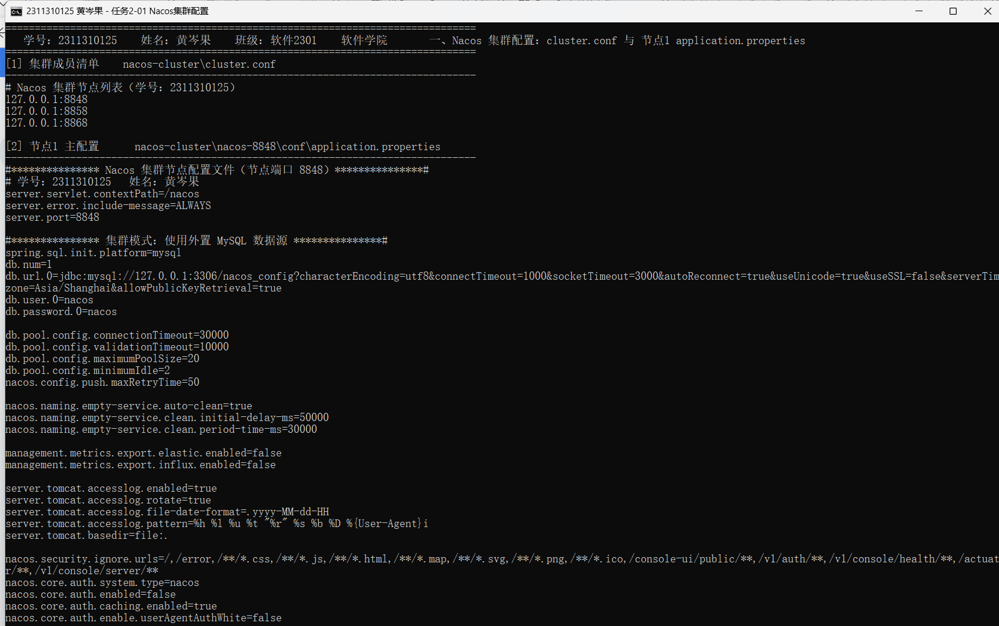 2311310125 黄岑果 - 任务2-01 Nacos集群配置
================================================================================
学号: 2311310125    姓名: 黄岑果    班级: 软件2301    软件学院    一、Nacos 集群配置: cluster.conf 与 节点1 application.properties
================================================================================
[1] 集群成员清单    nacos-cluster\cluster.conf
--------------------------------------------------------------------------------
# Nacos 集群节点列表（学号: 2311310125）
127.0.0.1:8848
127.0.0.1:8858
127.0.0.1:8868
[2] 节点1 主配置    nacos-cluster\nacos-8848\conf\application.properties
--------------------------------------------------------------------------------
#*************** Nacos 集群节点配置文件（节点端口 8848）***************#
# 学号: 2311310125   姓名: 黄岑果
server.servlet.contextPath=/nacos
server.error.include-message=ALWAYS
server.port=8848
#*************** 集群模式: 使用外置 MySQL 数据源 ***************#
spring.sql.init.platform=mysql
db.num=1
db.url.0=jdbc:mysql://127.0.0.1:3306/nacos_config?characterEncoding=utf8&connectTimeout=1000&socketTimeout=3000&autoReconnect=true&useUnicode=true&useSSL=false&serverTim
zone=Asia/Shanghai&allowPublicKeyRetrieval=true
db.user.0=nacos
db.password.0=nacos
db.pool.config.connectionTimeout=30000
db.pool.config.validationTimeout=10000
db.pool.config.maximumPoolSize=20
db.pool.config.minimumIdle=2
nacos.config.push.maxRetryTime=50
nacos.naming.empty-service.auto-clean=true
nacos.naming.empty-service.clean.initial-delay-ms=50000
nacos.naming.empty-service.clean.period-time-ms=30000
management.metrics.export.elastic.enabled=false
management.metrics.export.influx.enabled=false
server.tomcat.accesslog.enabled=true
server.tomcat.accesslog.rotate=true
server.tomcat.accesslog.file-date-format=.yyyy-MM-dd-HH
server.tomcat.accesslog.pattern=%h %l %u %t "%r" %s %b %D %{User-Agent}i
server.tomcat.basedir=file:.
nacos.security.ignore.urls=/,/error,/**/*.css,/**/*.js,/**/*.html,/**/*.map,/**/*.svg,/**/*.png,/**/*.ico,/console-ui/public/**,/v1/auth/**,/v1/console/health/**,/actuat
r/**,/v1/console/server/**
nacos.core.auth.system.type=nacos
nacos.core.auth.enabled=false
nacos.core.auth.caching.enabled=true
nacos.core.auth.enable.userAgentAuthWhite=false